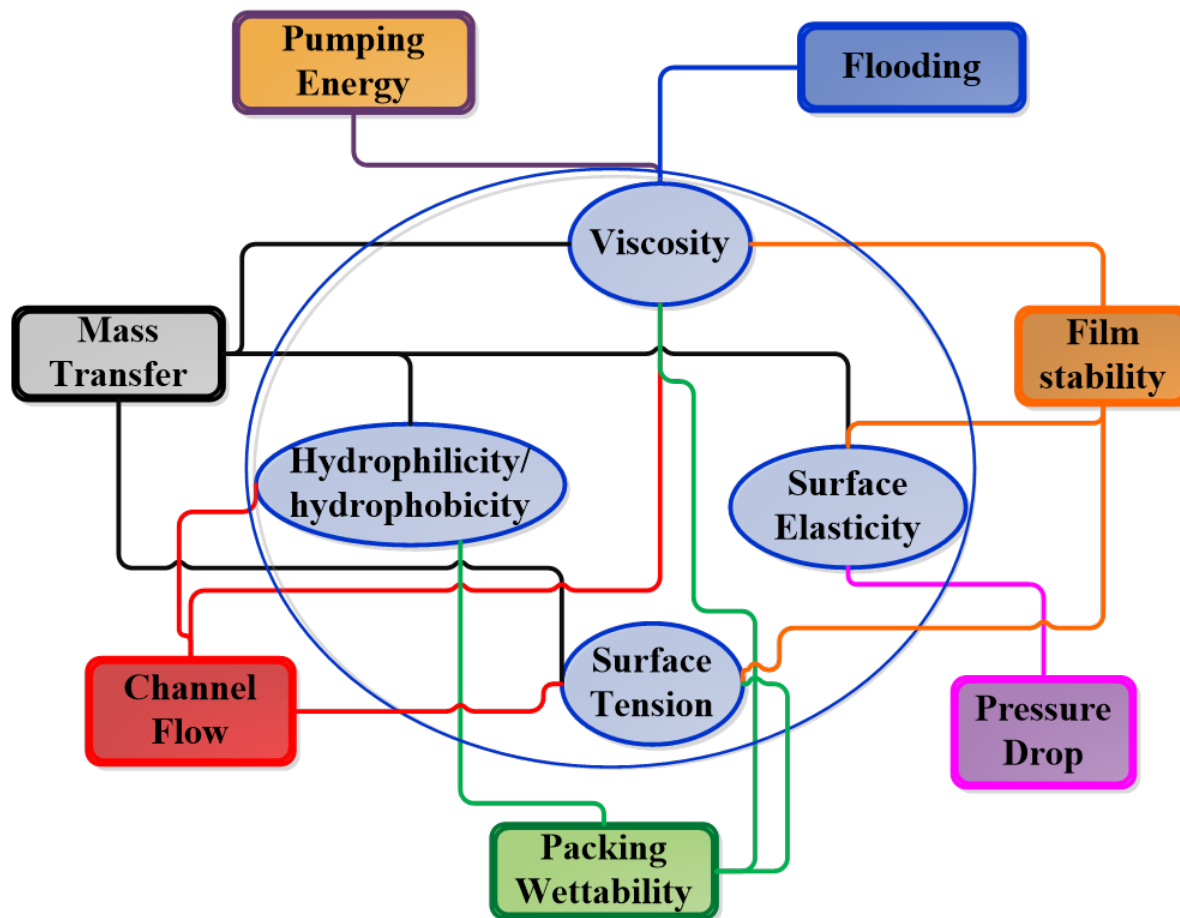 Pumping
Energy
Flooding
Viscosity
Mass
Transfer
Film
stability
Hydrophilicity/
hydrophobicity
Surface
Elasticity
Surface
Tension
Channel
Flow
Pressure
Drop
Packing
Wettability